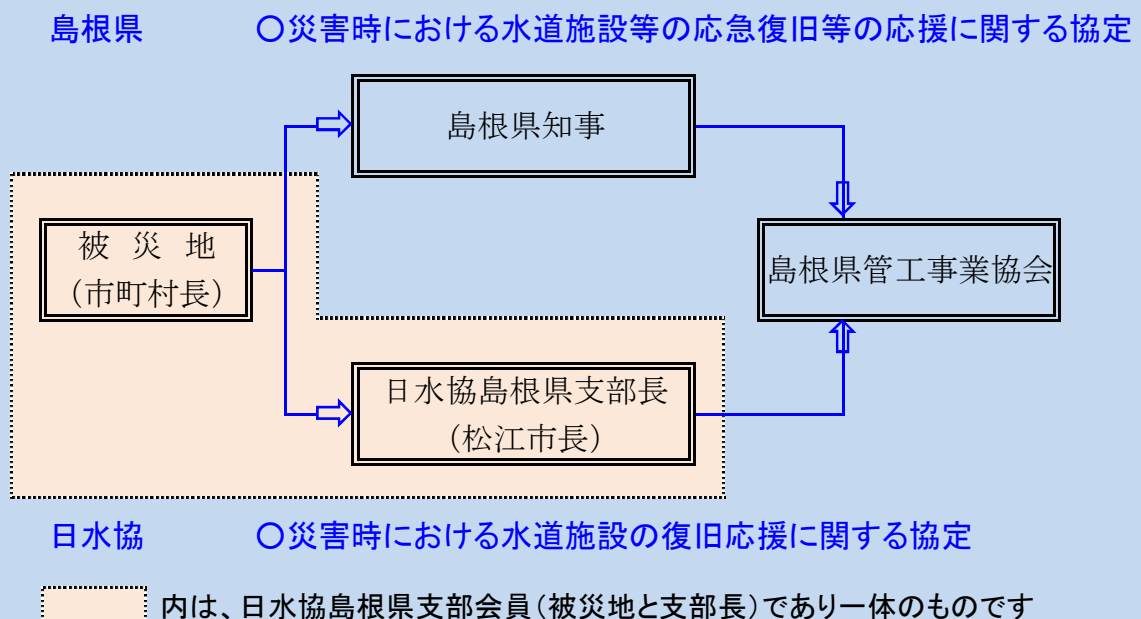 島根県 〇災害時における水道施設等の応急復旧等の応援に関する協定
島根県知事
被 災 地
(市町村長)
島根県管工事業協会
日水協島根県支部長
(松江市長)
日水協 〇災害時における水道施設の復旧応援に関する協定
内は、日水協島根県支部会員(被災地と支部長)であり一体のものです